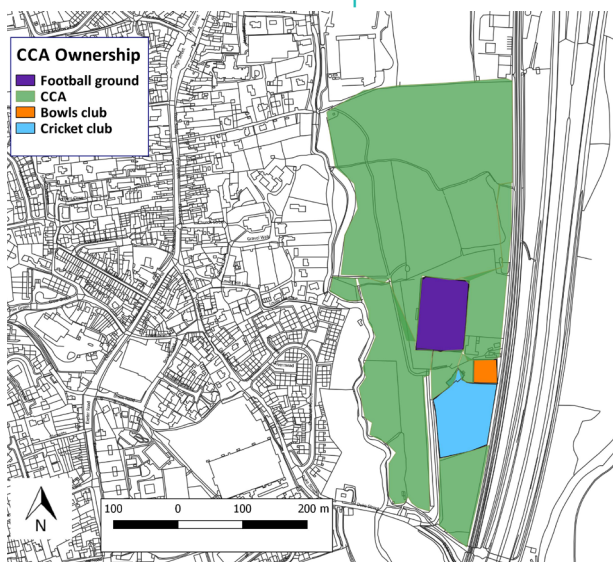 CCA Ownership
Football ground
CCA
Bowls club
Cricket club
N
100 0 100 200 m